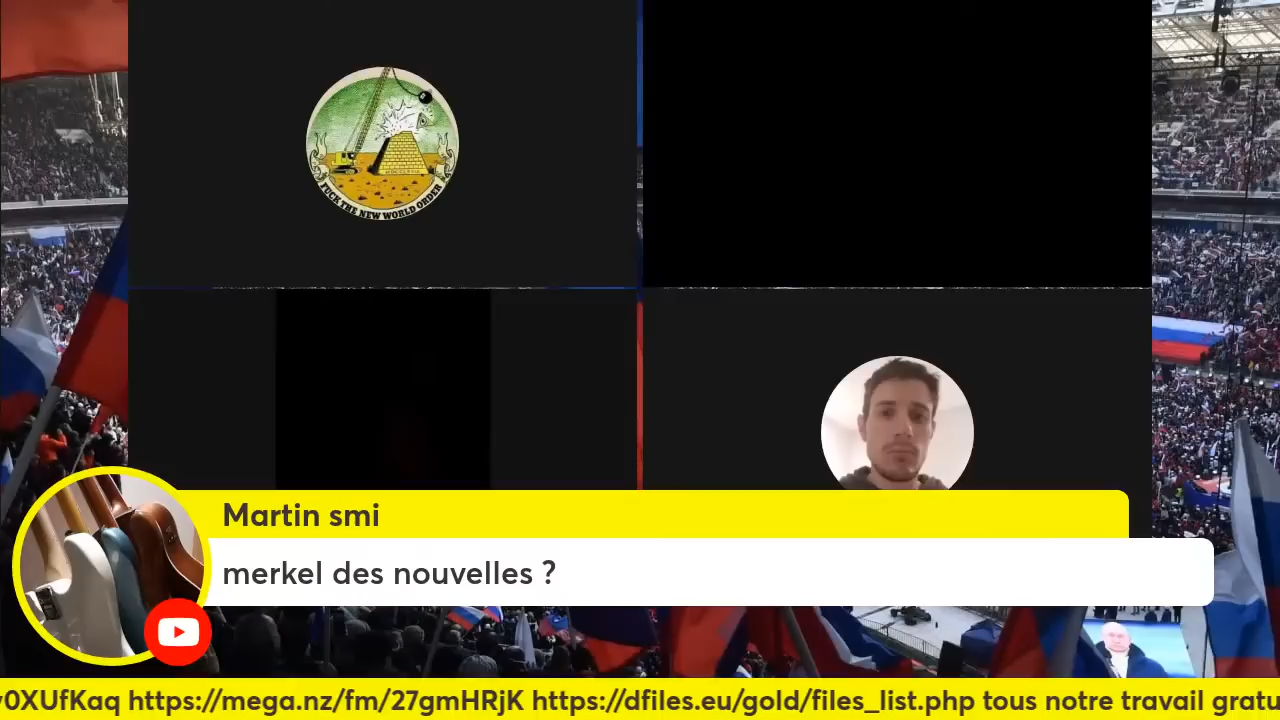 FUCK THE NEW WORLD ORDER
Martin smi
merkel des nouvelles ?
0XUfKaq https://mega.nz/fm/27gmHRjK https://dfiles.eu/gold/files_list.php tous notre travail gratu